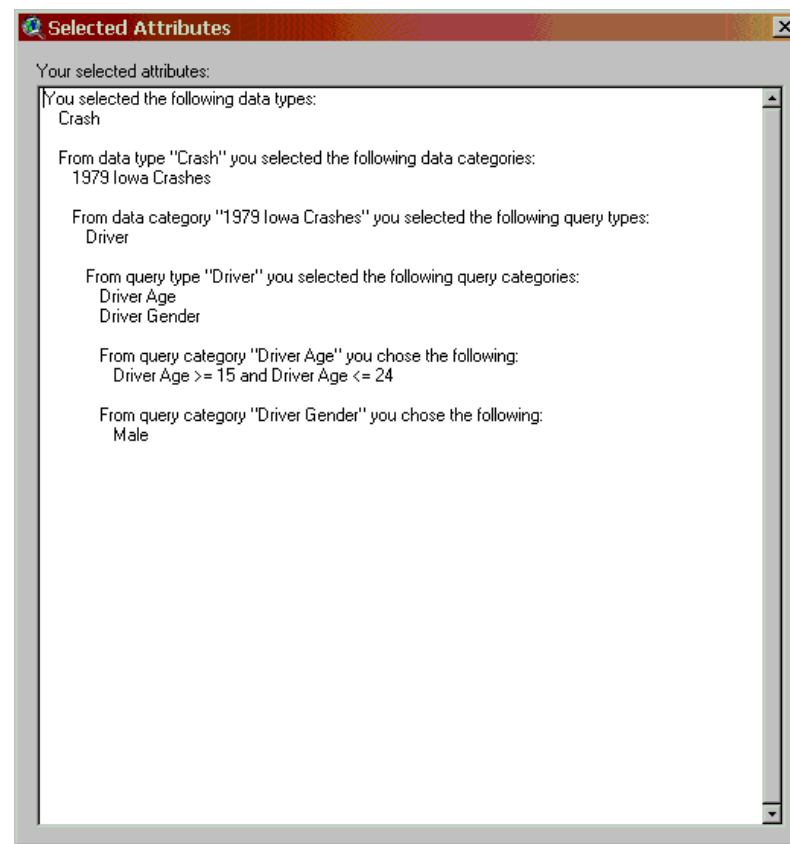 Selected Attributes
Your selected attributes:
You selected the following data types:
Crash
From data type "Crash" you selected the following data categories:
1979 Iowa Crashes
From data category "1979 Iowa Crashes" you selected the following query types:
Driver
From query type "Driver" you selected the following query categories:
Driver Age
Driver Gender
From query category "Driver Age" you chose the following:
Driver Age >= 15 and Driver Age <= 24
From query category "Driver Gender" you chose the following:
Male